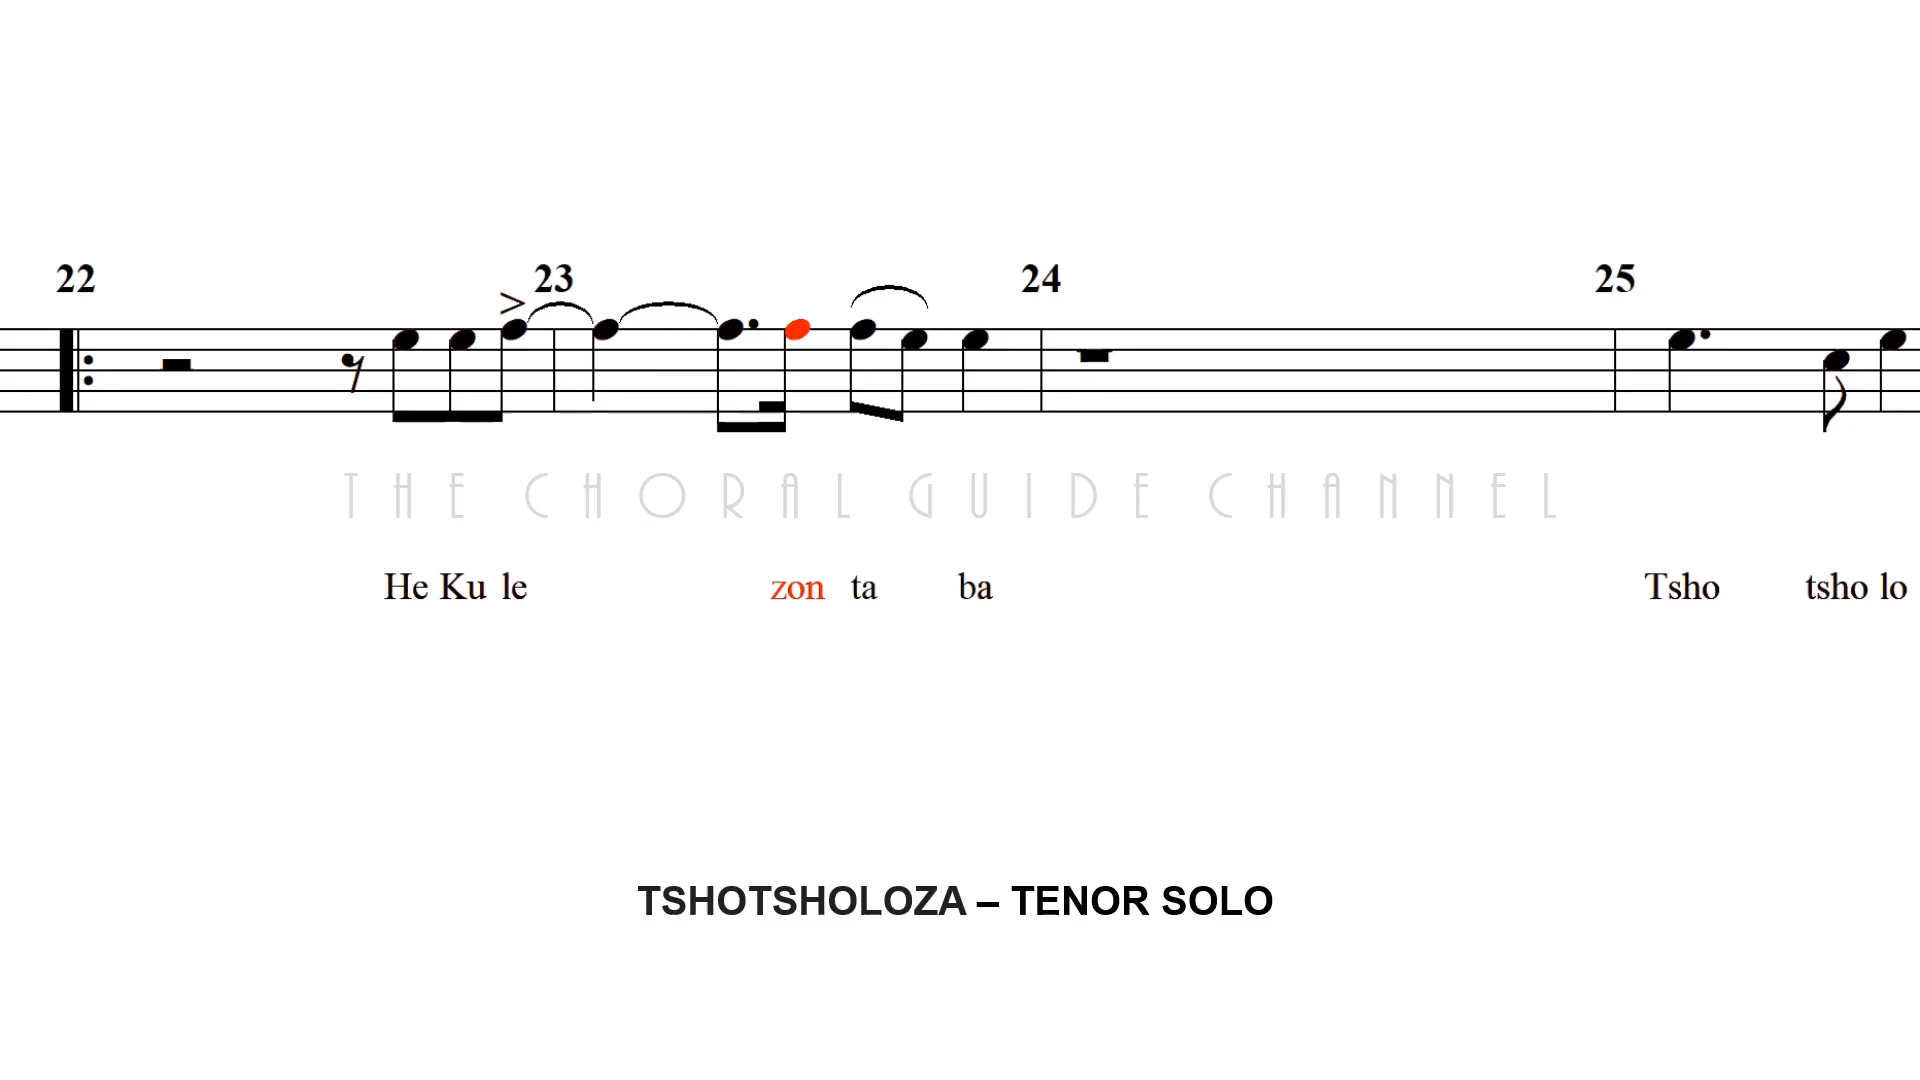 22 23 24 25
THE CHORAL GUIDE CHANNEL
He Ku le zon ta ba Tsho tsho lo
TSHOTSHOLOZA – TENOR SOLO